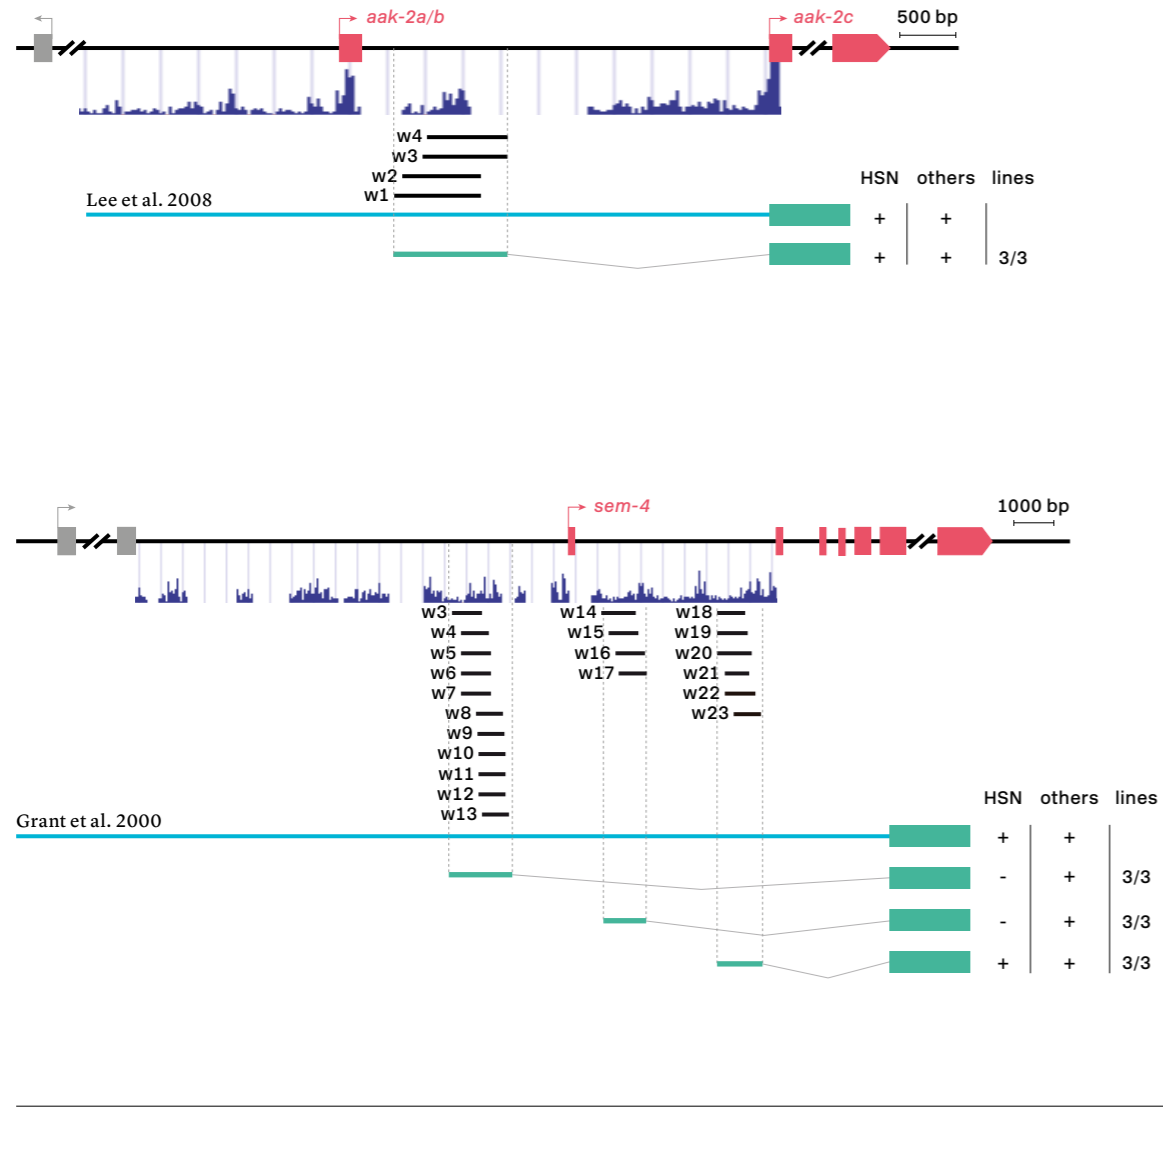 aak-2a/b
aak-2c
500 bp
w4
w3
w2
w1
Lee et al. 2008
HSN others lines
+ +
+ + 3/3
sem-4
1000 bp
w3 w14 w18
w4 w15 w19
w5 w16 w20
w6 w17 w21
w7 w22
w8 w23
w9
w10
w11
w12
w13
HSN others lines
Grant et al. 2000
+ +
- + 3/3
- + 3/3
+ + 3/3